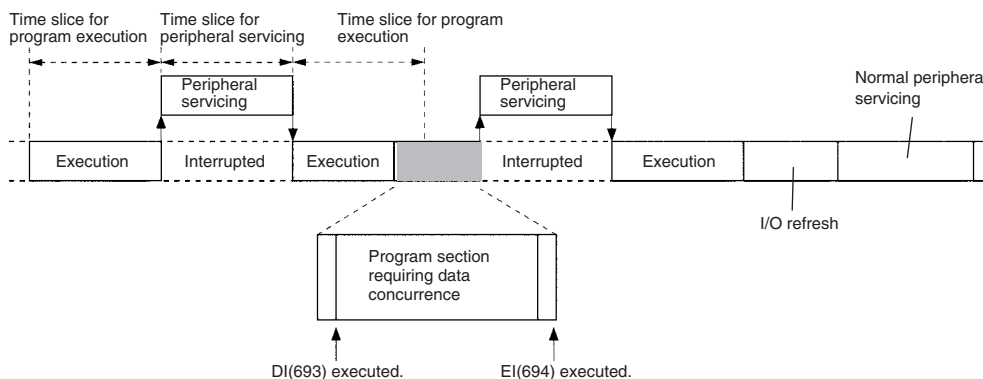 Time slice for
program execution
Time slice for
peripheral servicing
Time slice for program
execution
Peripheral
servicing
Peripheral
servicing
Normal periphera
servicing
Execution
Interrupted
Execution
Interrupted
Execution
I/O refresh
Program section
requiring data
concurrence
DI(693) executed.
EI(694) executed.